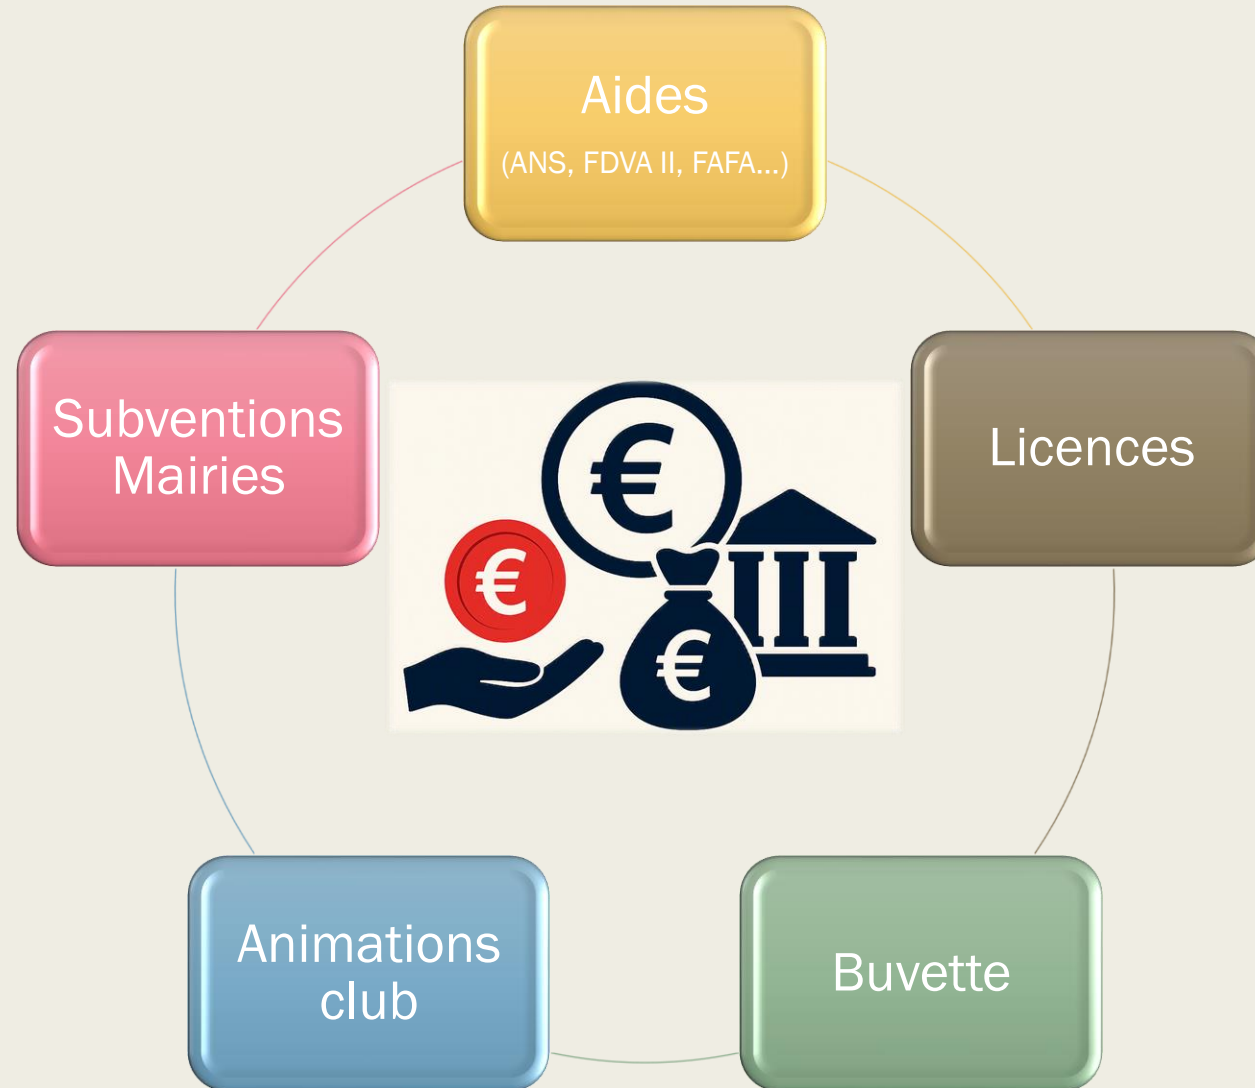 Aides
(ANS, FDVA II, FAFA...)
Subventions
Mairies
Licences
€
€
€
Animations
club
Buvette